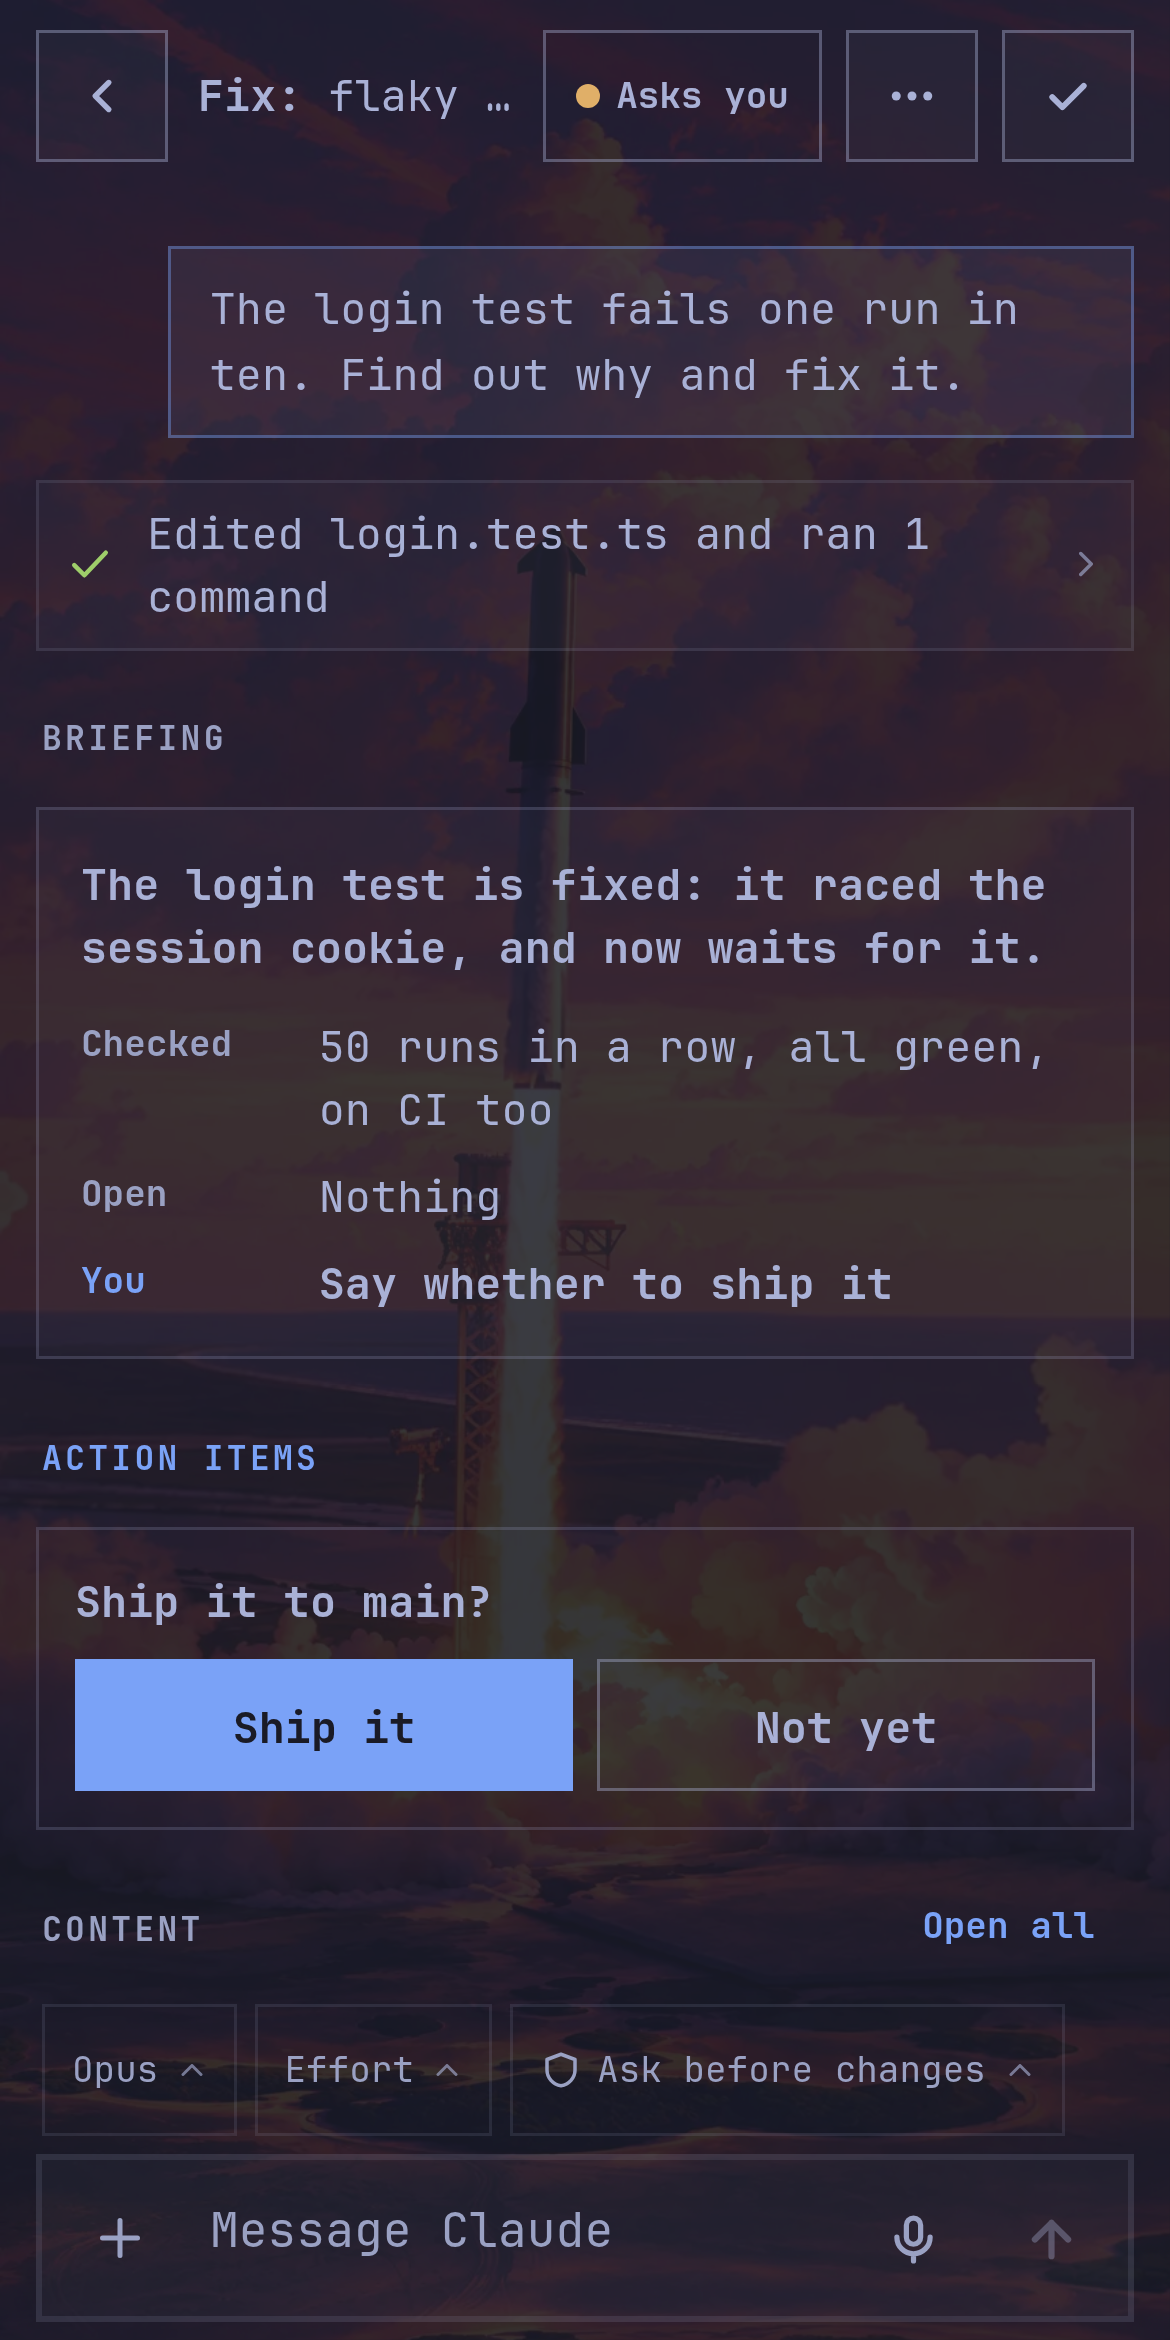 Fix: flaky …
Asks you
The login test fails one run in
ten. Find out why and fix it.
Edited login.test.ts and ran 1
command
BRIEFING
The login test is fixed: it raced the
session cookie, and now waits for it.
Checked 50 runs in a row, all green,
on CI too
Open Nothing
You Say whether to ship it
ACTION ITEMS
Ship it to main?
Ship it
Not yet
CONTENT
Open all
Opus
Effort
Ask before changes
Message Claude